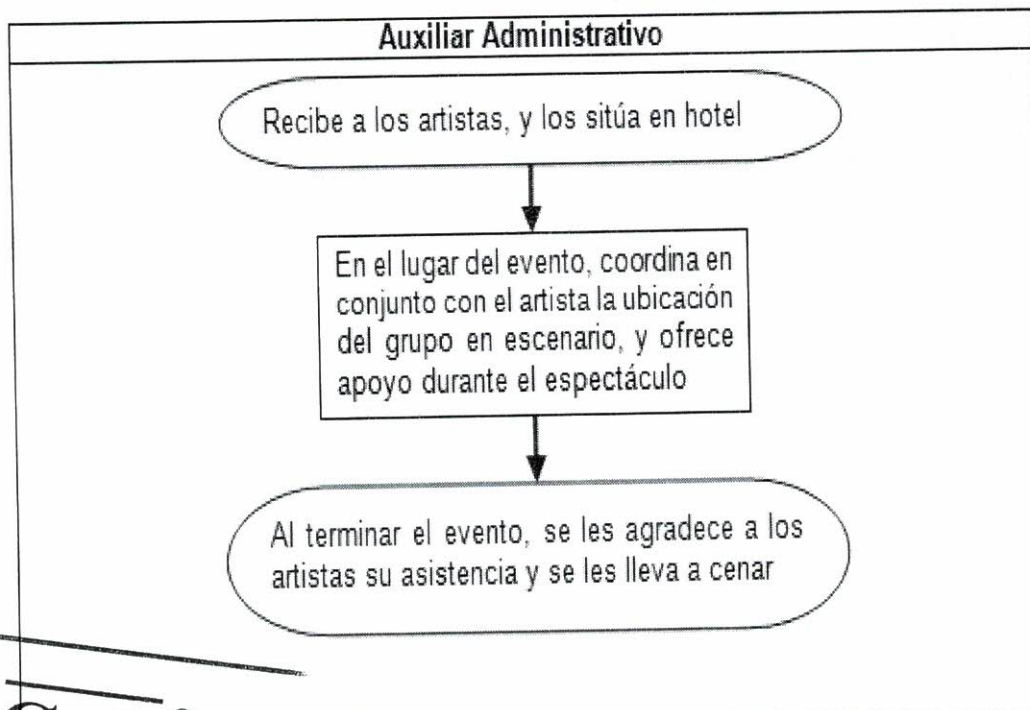 Auxiliar Administrativo
Recibe a los artistas, y los sitúa en hotel
En el lugar del evento, coordina en
conjunto con el artista la ubicación
del grupo en escenario, y ofrece
apoyo durante el espectáculo
Al terminar el evento, se les agradece a los
artistas su asistencia y se les lleva a cenar